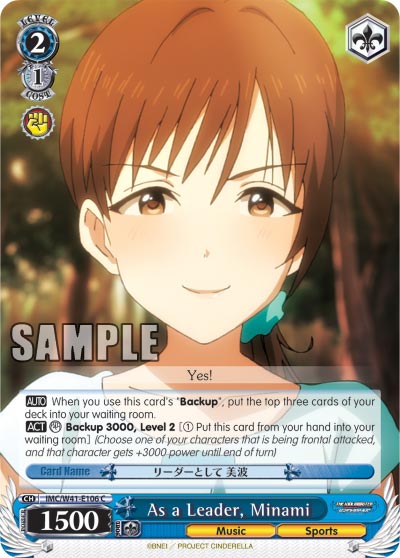 LEVEL
2
1
COST
SAMPLE
Yes!
AUTO When you use this card's "Backup", put the top three cards of your
deck into your waiting room.
ACT Backup 3000, Level 2 [① Put this card from your hand into your
waiting room] (Choose one of your characters that is being frontal attacked,
and that character gets +3000 power until end of turn)
Card Name リーダーとして 美波
CH IMC/W41-E106 C
1500
As a Leader, Minami
Music Sports
©BNEI / PROJECT CINDERELLA